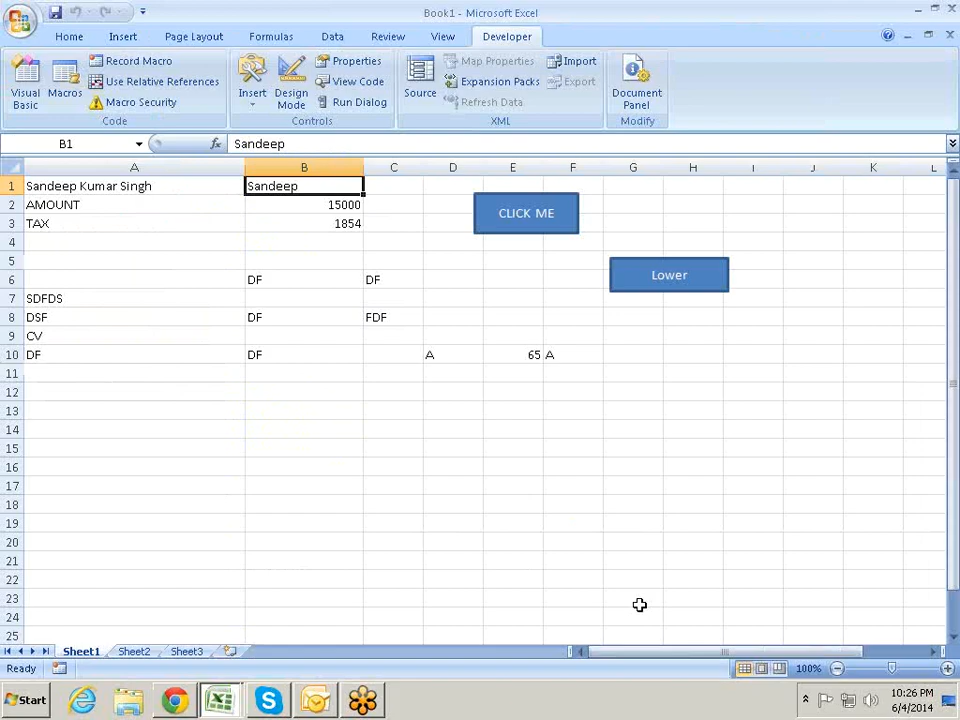 Book1 - Microsoft Excel
Home Insert Page Layout Formulas Data Review View Developer
Visual Basic
Macros
Record Macro
Use Relative References
Macro Security
Code
Insert
Design Mode
Properties
View Code
Run Dialog
Controls
Source
Map Properties
Expansion Packs
Refresh Data
Import
Export
XML
Document Panel
Modify
B1 fx Sandeep
A B C D E F G H I J K L
1 Sandeep Kumar Singh Sandeep
2 AMOUNT 15000
3 TAX 1854
CLICK ME
4
5
Lower
6 DF DF
7 SDFDS
8 DSF DF FDF
9 CV
10 DF DF A 65 A
11
12
13
14
15
16
17
18
19
20
21
22
23
24
25
Sheet1 Sheet2 Sheet3
Ready 100%
Start
10:26 PM
6/4/2014